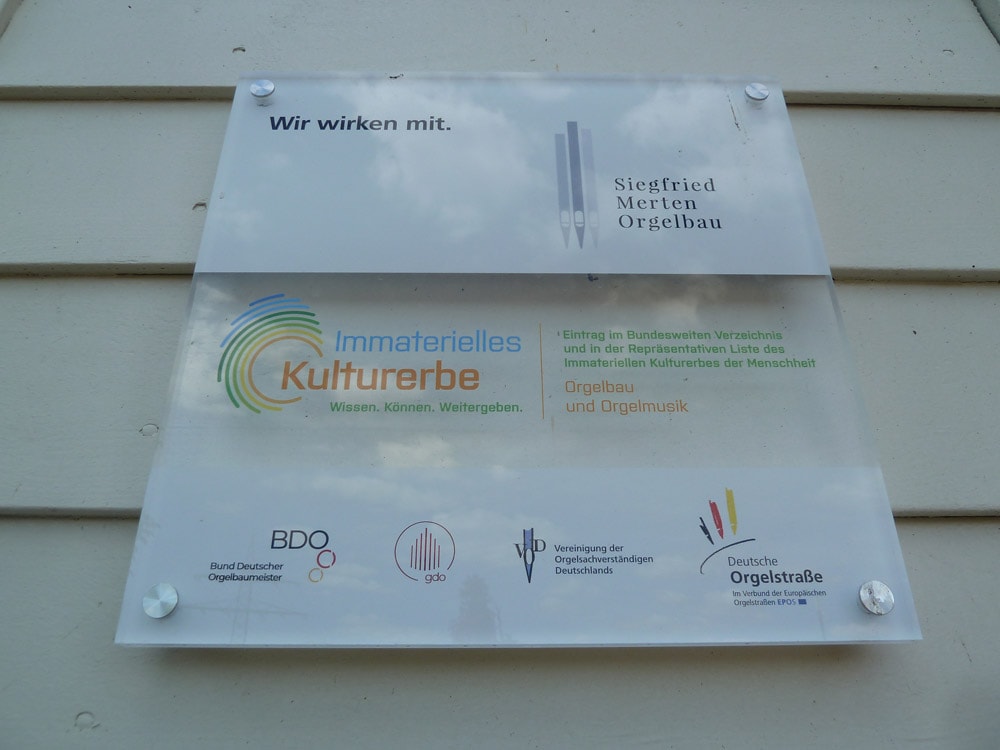 Wir wirken mit.
Siegfried
Merten
Orgelbau
Immaterielles
Kulturerbe
Wissen. Können. Weitergeben.
Eintrag im Bundesweiten Verzeichnis
und in der Repräsentativen Liste des
Immateriellen Kulturerbes der Menschheit
Orgelbau
und Orgelmusik
BDO
Bund Deutscher
Orgelbaumeister
gdo
VOD
Vereinigung der
Orgelsachverständigen
Deutschlands
Deutsche
Orgelstraße
Im Verbund der Europäischen
Orgelstraßen EPOS